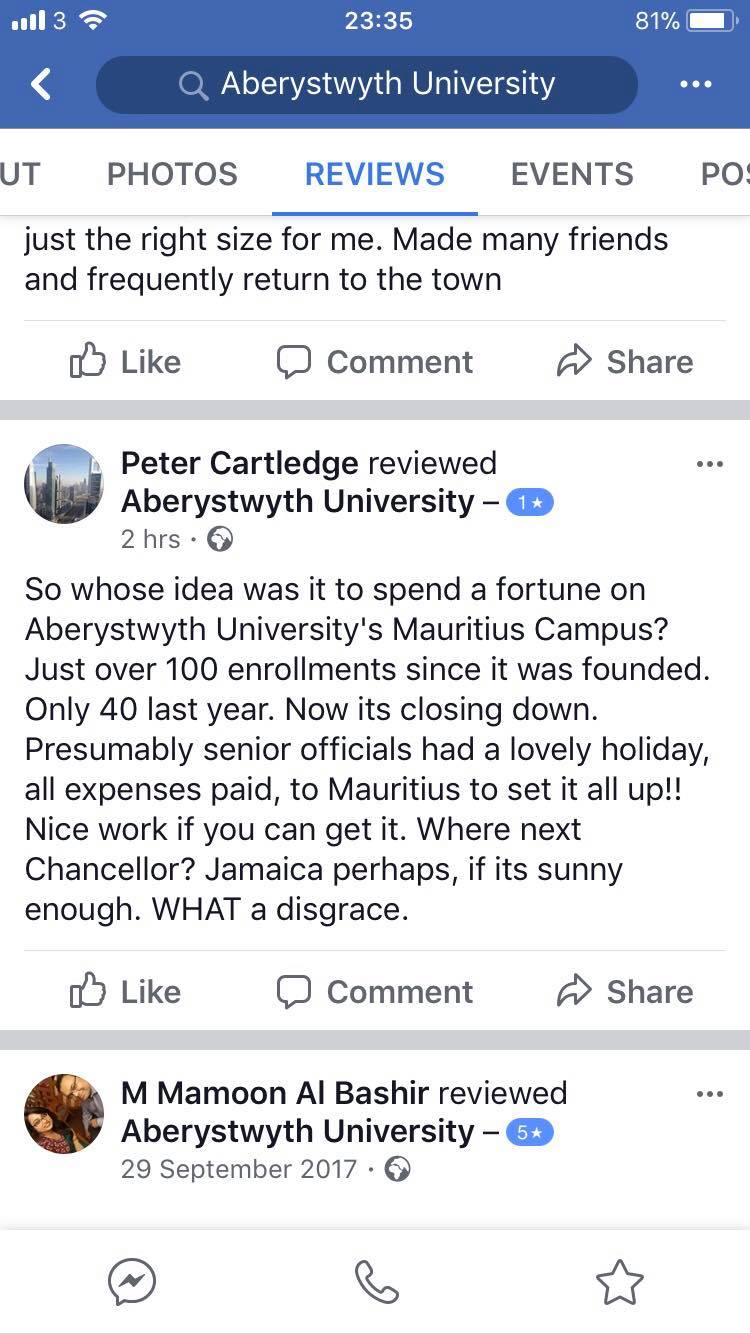 3 23:35 81%
Aberystwyth University
UT PHOTOS REVIEWS EVENTS POS
just the right size for me. Made many friends
and frequently return to the town
Like Comment Share
Peter Cartledge reviewed
Aberystwyth University – 1★
2 hrs ·
So whose idea was it to spend a fortune on
Aberystwyth University's Mauritius Campus?
Just over 100 enrollments since it was founded.
Only 40 last year. Now its closing down.
Presumably senior officials had a lovely holiday,
all expenses paid, to Mauritius to set it all up!!
Nice work if you can get it. Where next
Chancellor? Jamaica perhaps, if its sunny
enough. WHAT a disgrace.
Like Comment Share
M Mamoon Al Bashir reviewed
Aberystwyth University – 5★
29 September 2017 ·